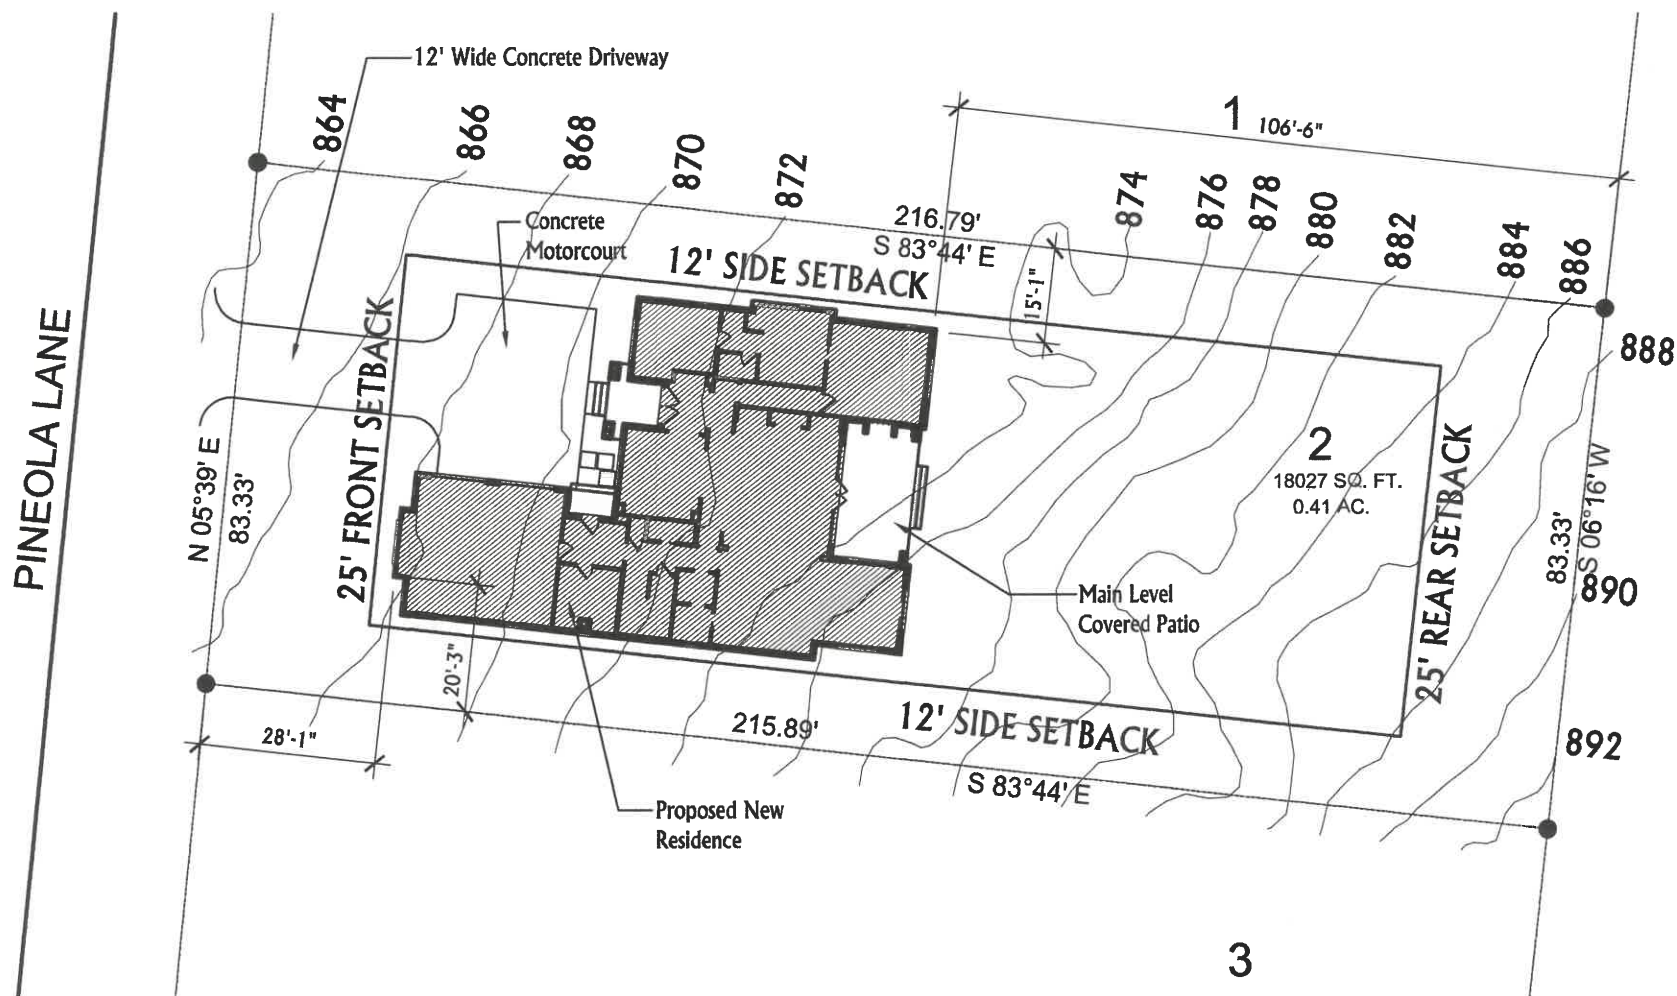 12' Wide Concrete Driveway
1
106'-6"
864
866
868
870
872
874
876
878
880
882
884
886
888
890
892
216.79'
S 83°44' E
Concrete
Motorcourt
12' SIDE SETBACK
15'-1"
PINEOLA LANE
N 05°39' E
83.33'
25' FRONT SETBACK
2
18027 SQ. FT.
0.41 AC.
25' REAR SETBACK
83.33'
S 06°16' W
Main Level
Covered Patio
20'-3"
28'-1"
215.89'
12' SIDE SETBACK
S 83°44' E
Proposed New
Residence
3